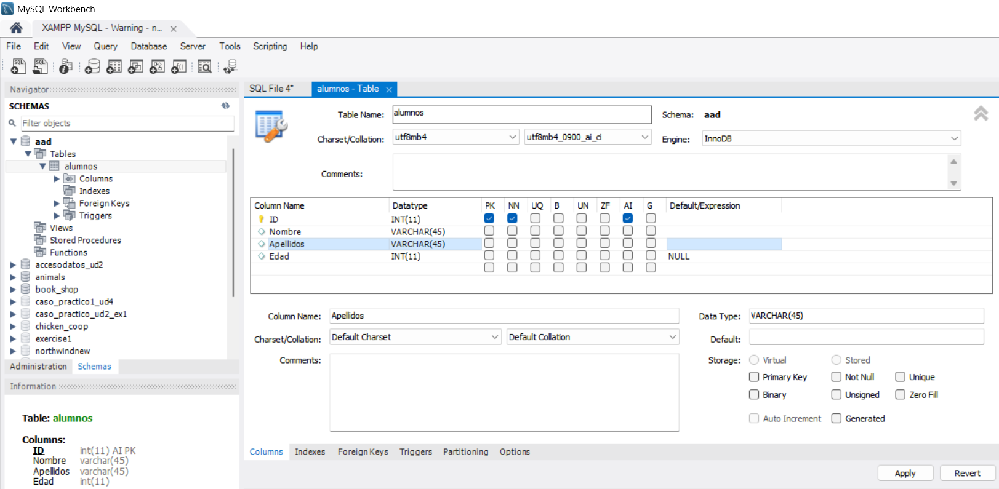 MySQL Workbench
XAMPP MySQL - Warning - n...
File Edit View Query Database Server Tools Scripting Help
Navigator
SCHEMAS
Filter objects
aad
Tables
alumnos
Columns
Indexes
Foreign Keys
Triggers
Views
Stored Procedures
Functions
accesodatos_ud2
animals
book_shop
caso_practico1_ud4
caso_practico_ud2_ex1
chicken_coop
exercise1
northwindnew
Administration Schemas
Information
Table: alumnos
Columns:
ID int(11) AI PK
Nombre varchar(45)
Apellidos varchar(45)
Edad int(11)
SQL File 4* alumnos - Table
Table Name: alumnos Schema: aad
Charset/Collation: utf8mb4 utf8mb4_0900_ai_ci Engine: InnoDB
Comments:
Column Name Datatype PK NN UQ B UN ZF AI G Default/Expression
ID INT(11)
Nombre VARCHAR(45)
Apellidos VARCHAR(45)
Edad INT(11) NULL
Column Name: Apellidos Data Type: VARCHAR(45)
Charset/Collation: Default Charset Default Collation Default:
Comments: Storage: Virtual Stored
Primary Key Not Null Unique
Binary Unsigned Zero Fill
Auto Increment Generated
Columns Indexes Foreign Keys Triggers Partitioning Options
Apply Revert